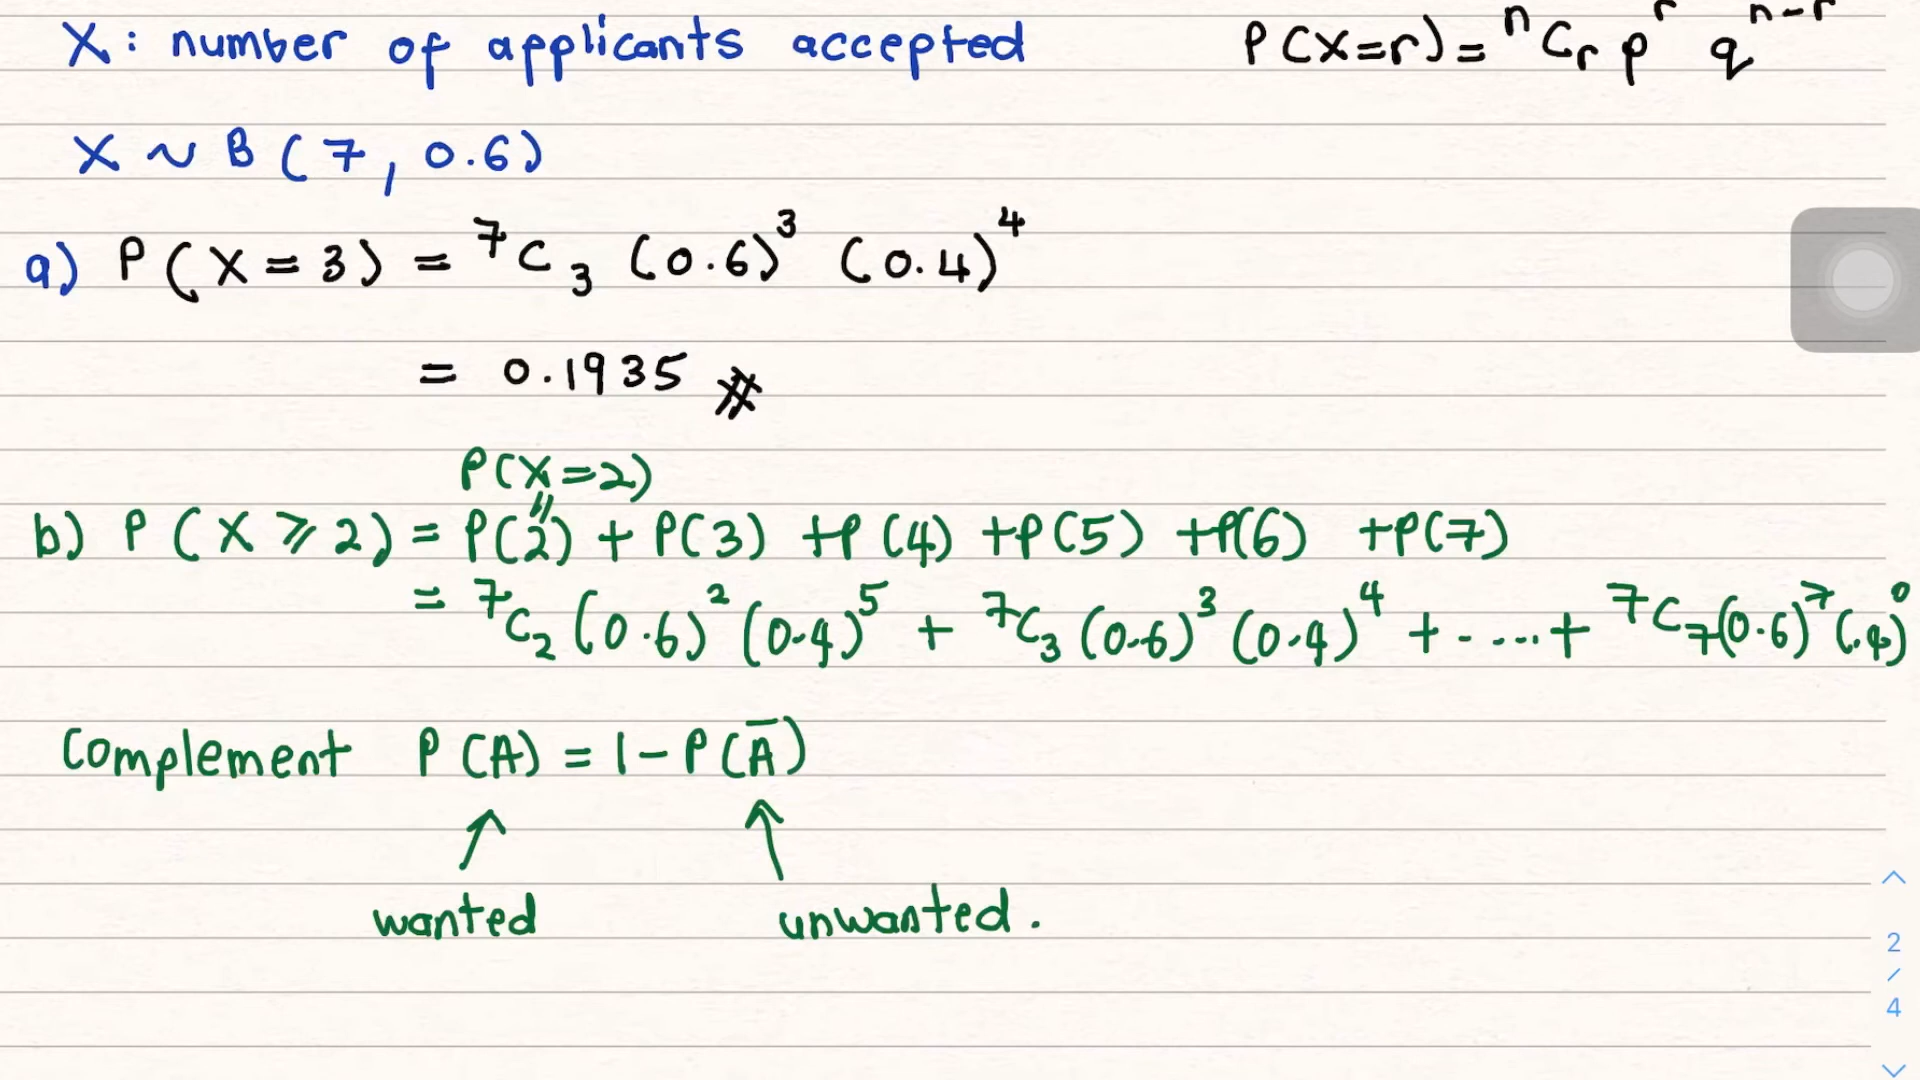 X: number of applicants accepted P(X=r) = ⁿCᵣ pʳ qⁿ⁻ʳ
X ~ B(7, 0.6)
a) P(X=3) = ⁷C₃ (0.6)³ (0.4)⁴
= 0.1935 #
P(X=2)
b) P(X ⩾ 2) = P(2) + P(3) +P(4) +P(5) +P(6) +P(7)
= ⁷C₂ (0.6)² (0.4)⁵ + ⁷C₃ (0.6)³ (0.4)⁴ + ..... + ⁷C₇(0.6)⁷(.4)⁰
Complement P(A) = 1 - P(A̅)
wanted unwanted.
2
/
4